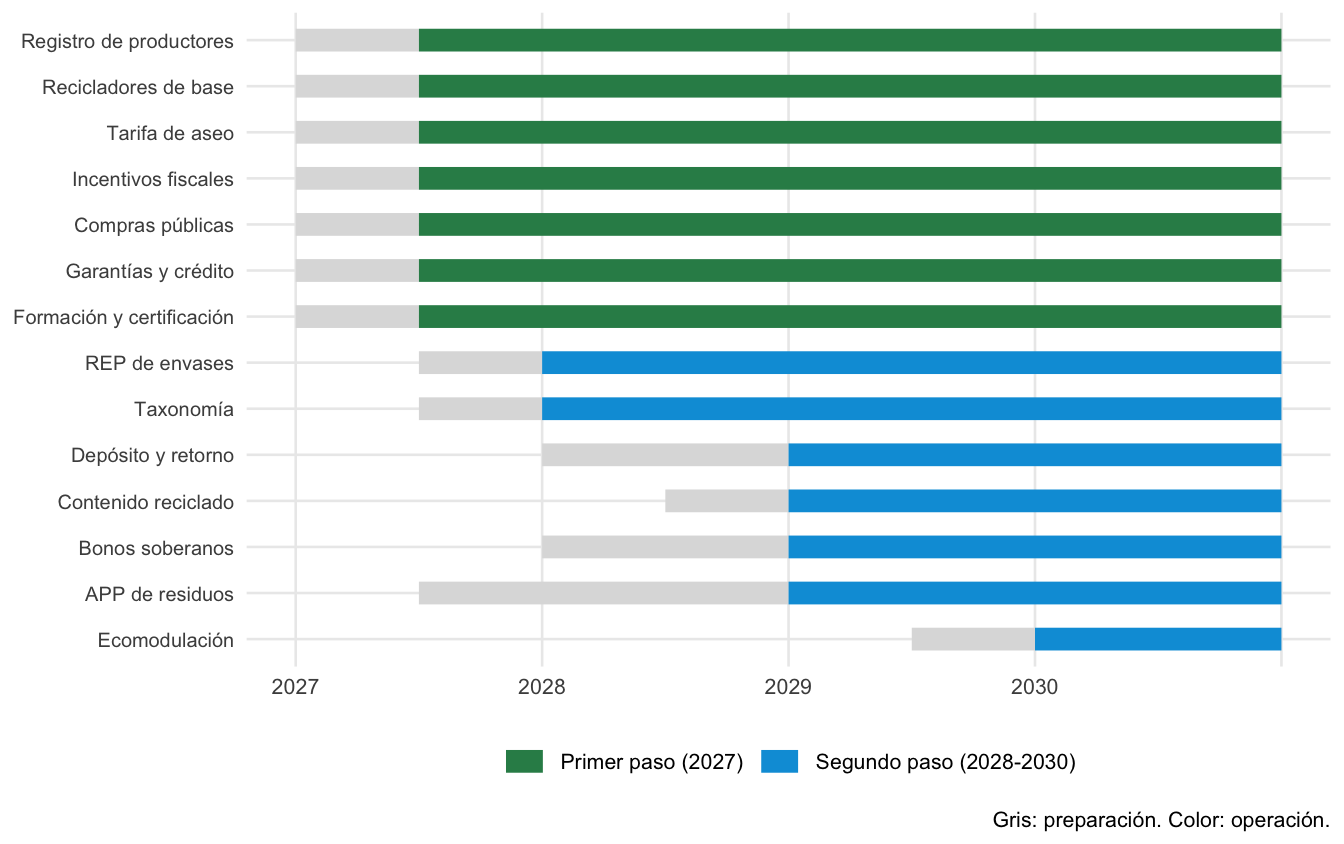 Registro de productores
Recicladores de base
Tarifa de aseo
Incentivos fiscales
Compras públicas
Garantías y crédito
Formación y certificación
REP de envases
Taxonomía
Depósito y retorno
Contenido reciclado
Bonos soberanos
APP de residuos
Ecomodulación
2027 2028 2029 2030
Primer paso (2027) Segundo paso (2028-2030)
Gris: preparación. Color: operación.